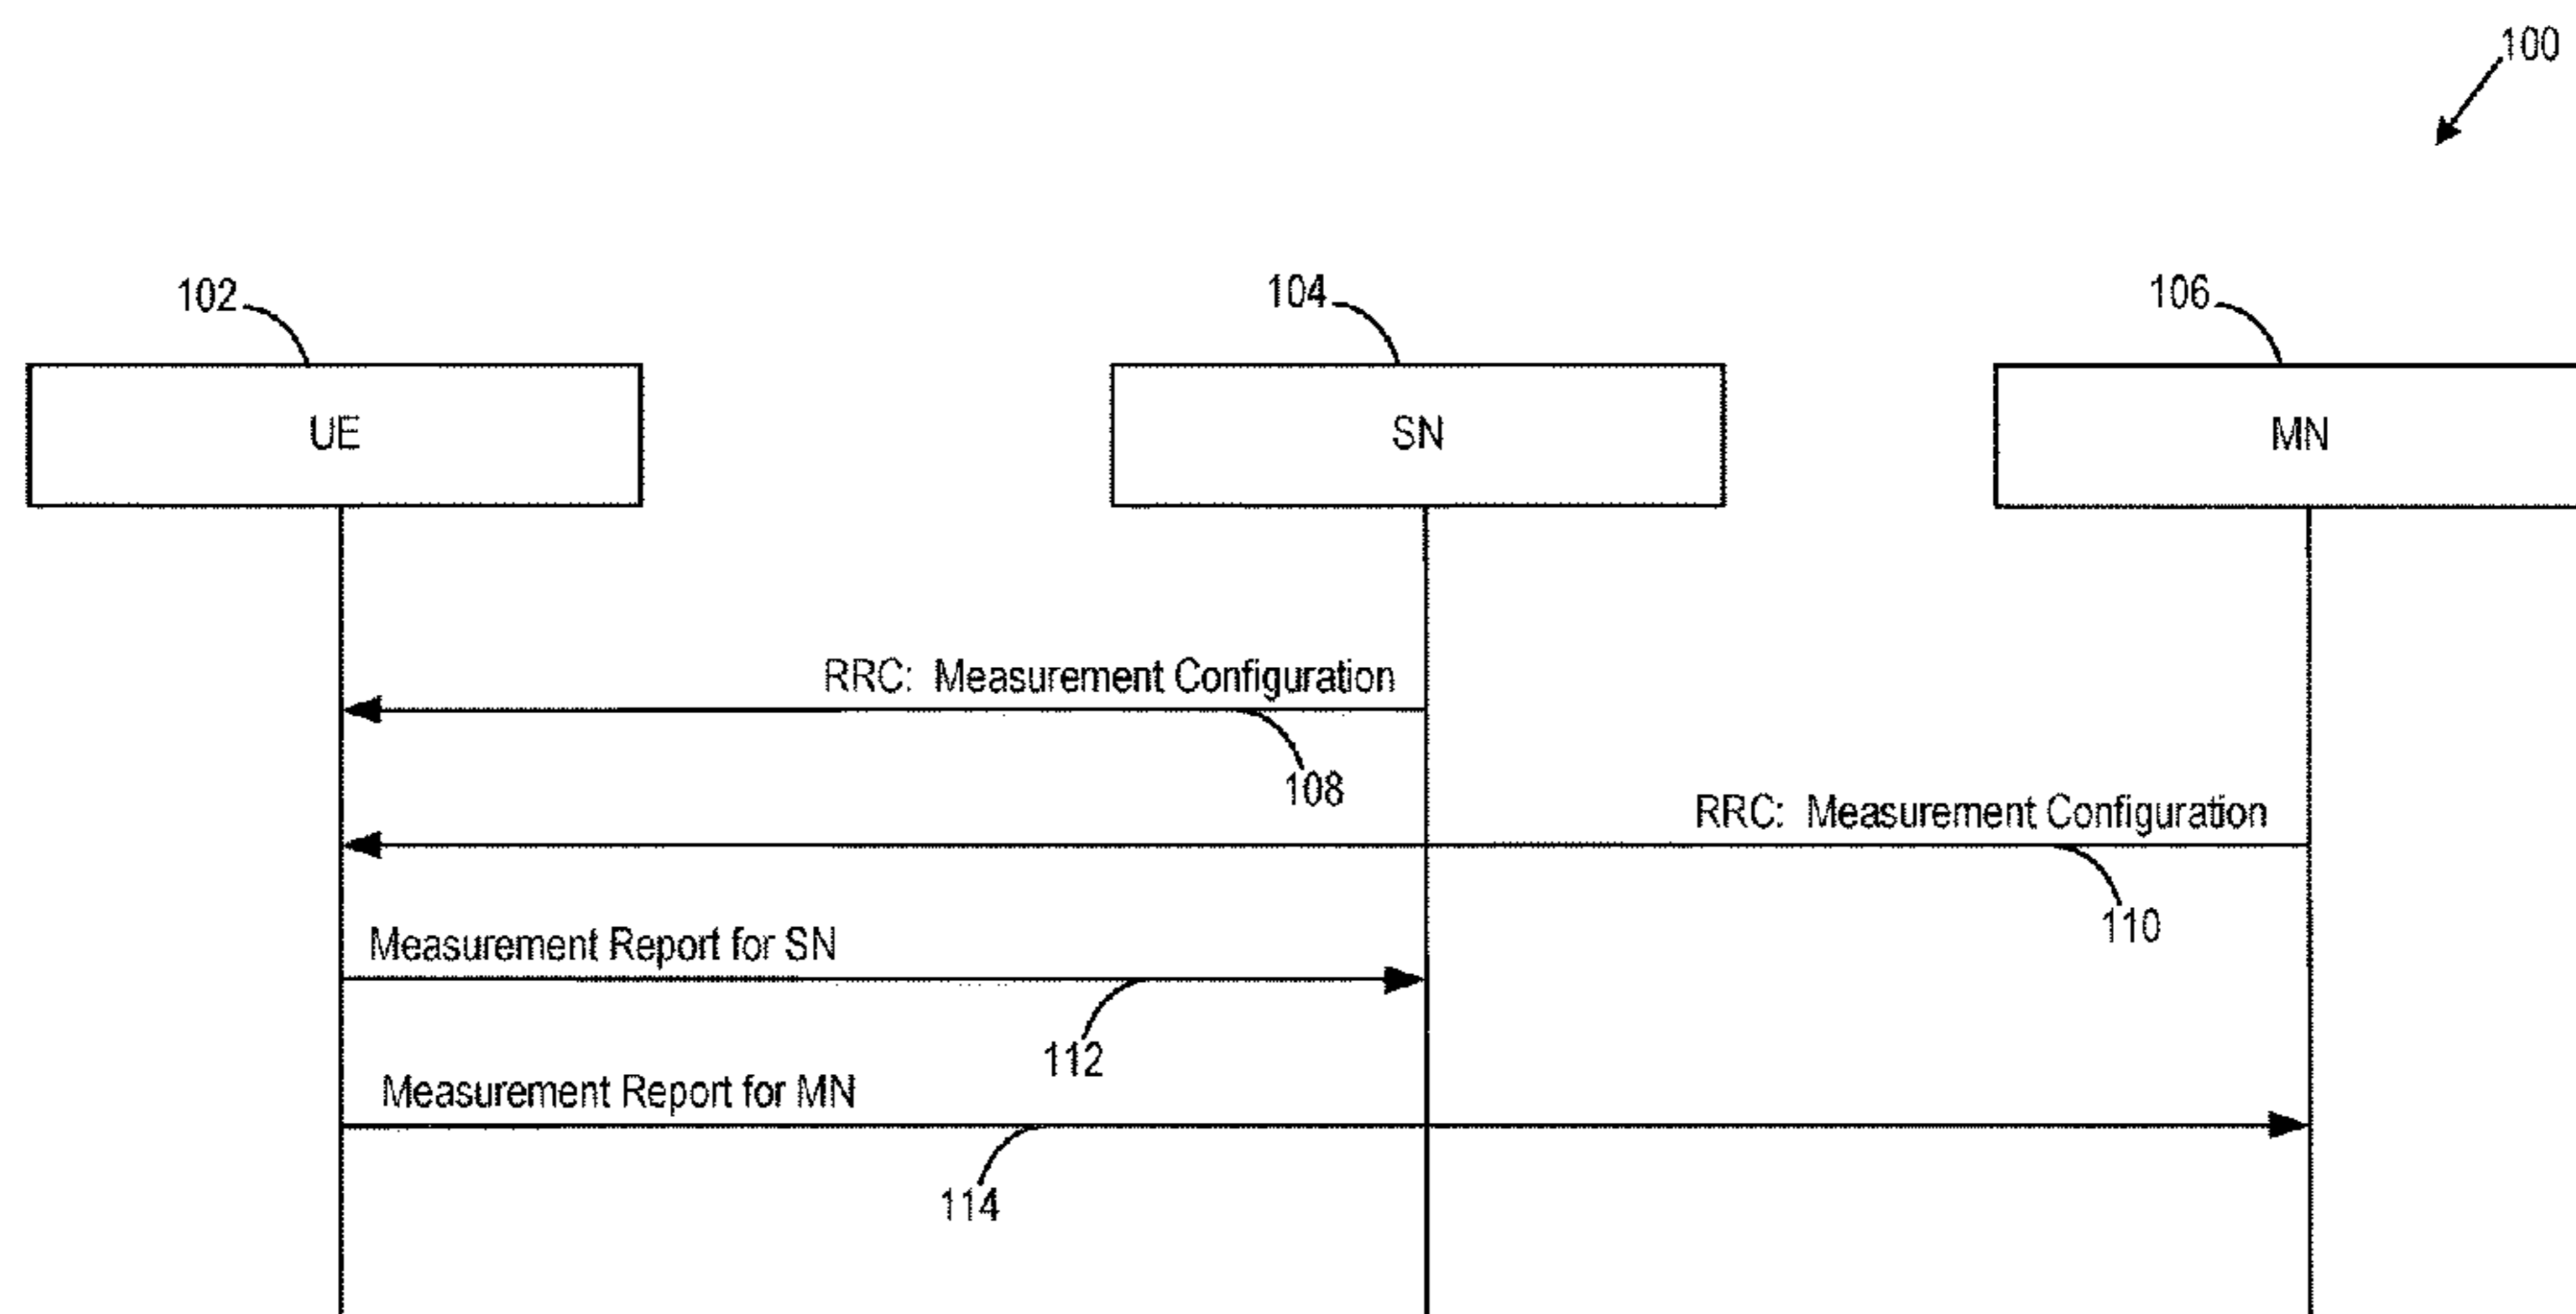 100
102
104
106
UE
SN
MN
RRC: Measurement Configuration
108
RRC: Measurement Configuration
110
Measurement Report for SN
112
Measurement Report for MN
114